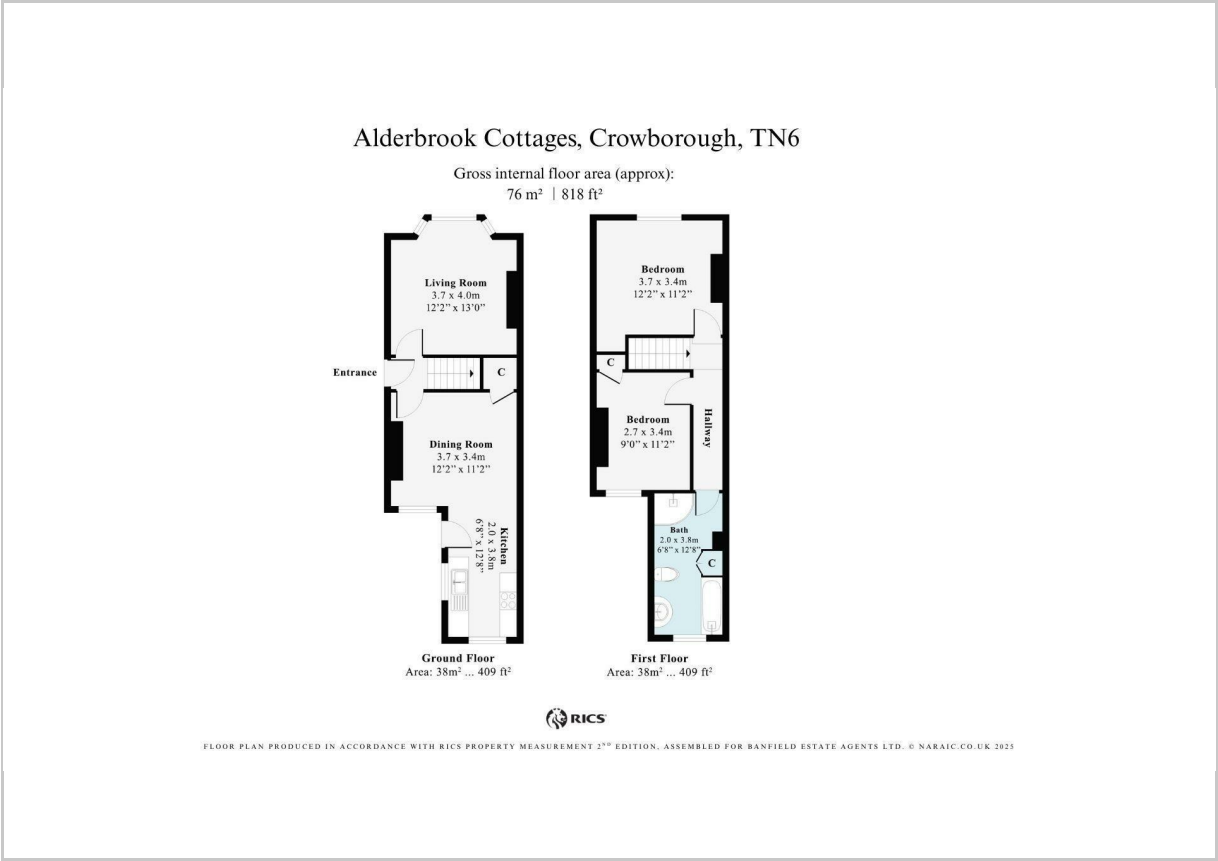 Alderbrook Cottages, Crowborough, TN6
Gross internal floor area (approx):
76 m² | 818 ft²
Living Room
3.7 x 4.0m
12'2" x 13'0"
Entrance
C
Dining Room
3.7 x 3.4m
12'2" x 11'2"
Kitchen
2.0 x 3.8m
6'8" x 12'8"
Ground Floor
Area: 38m² ... 409 ft²
Bedroom
3.7 x 3.4m
12'2" x 11'2"
C
Bedroom
2.7 x 3.4m
9'0" x 11'2"
Hallway
Bath
2.0 x 3.8m
6'8" x 12'8"
C
First Floor
Area: 38m² ... 409 ft²
RICS
FLOOR PLAN PRODUCED IN ACCORDANCE WITH RICS PROPERTY MEASUREMENT 2ND EDITION, ASSEMBLED FOR BANFIELD ESTATE AGENTS LTD. © NARAIC.CO.UK 2025